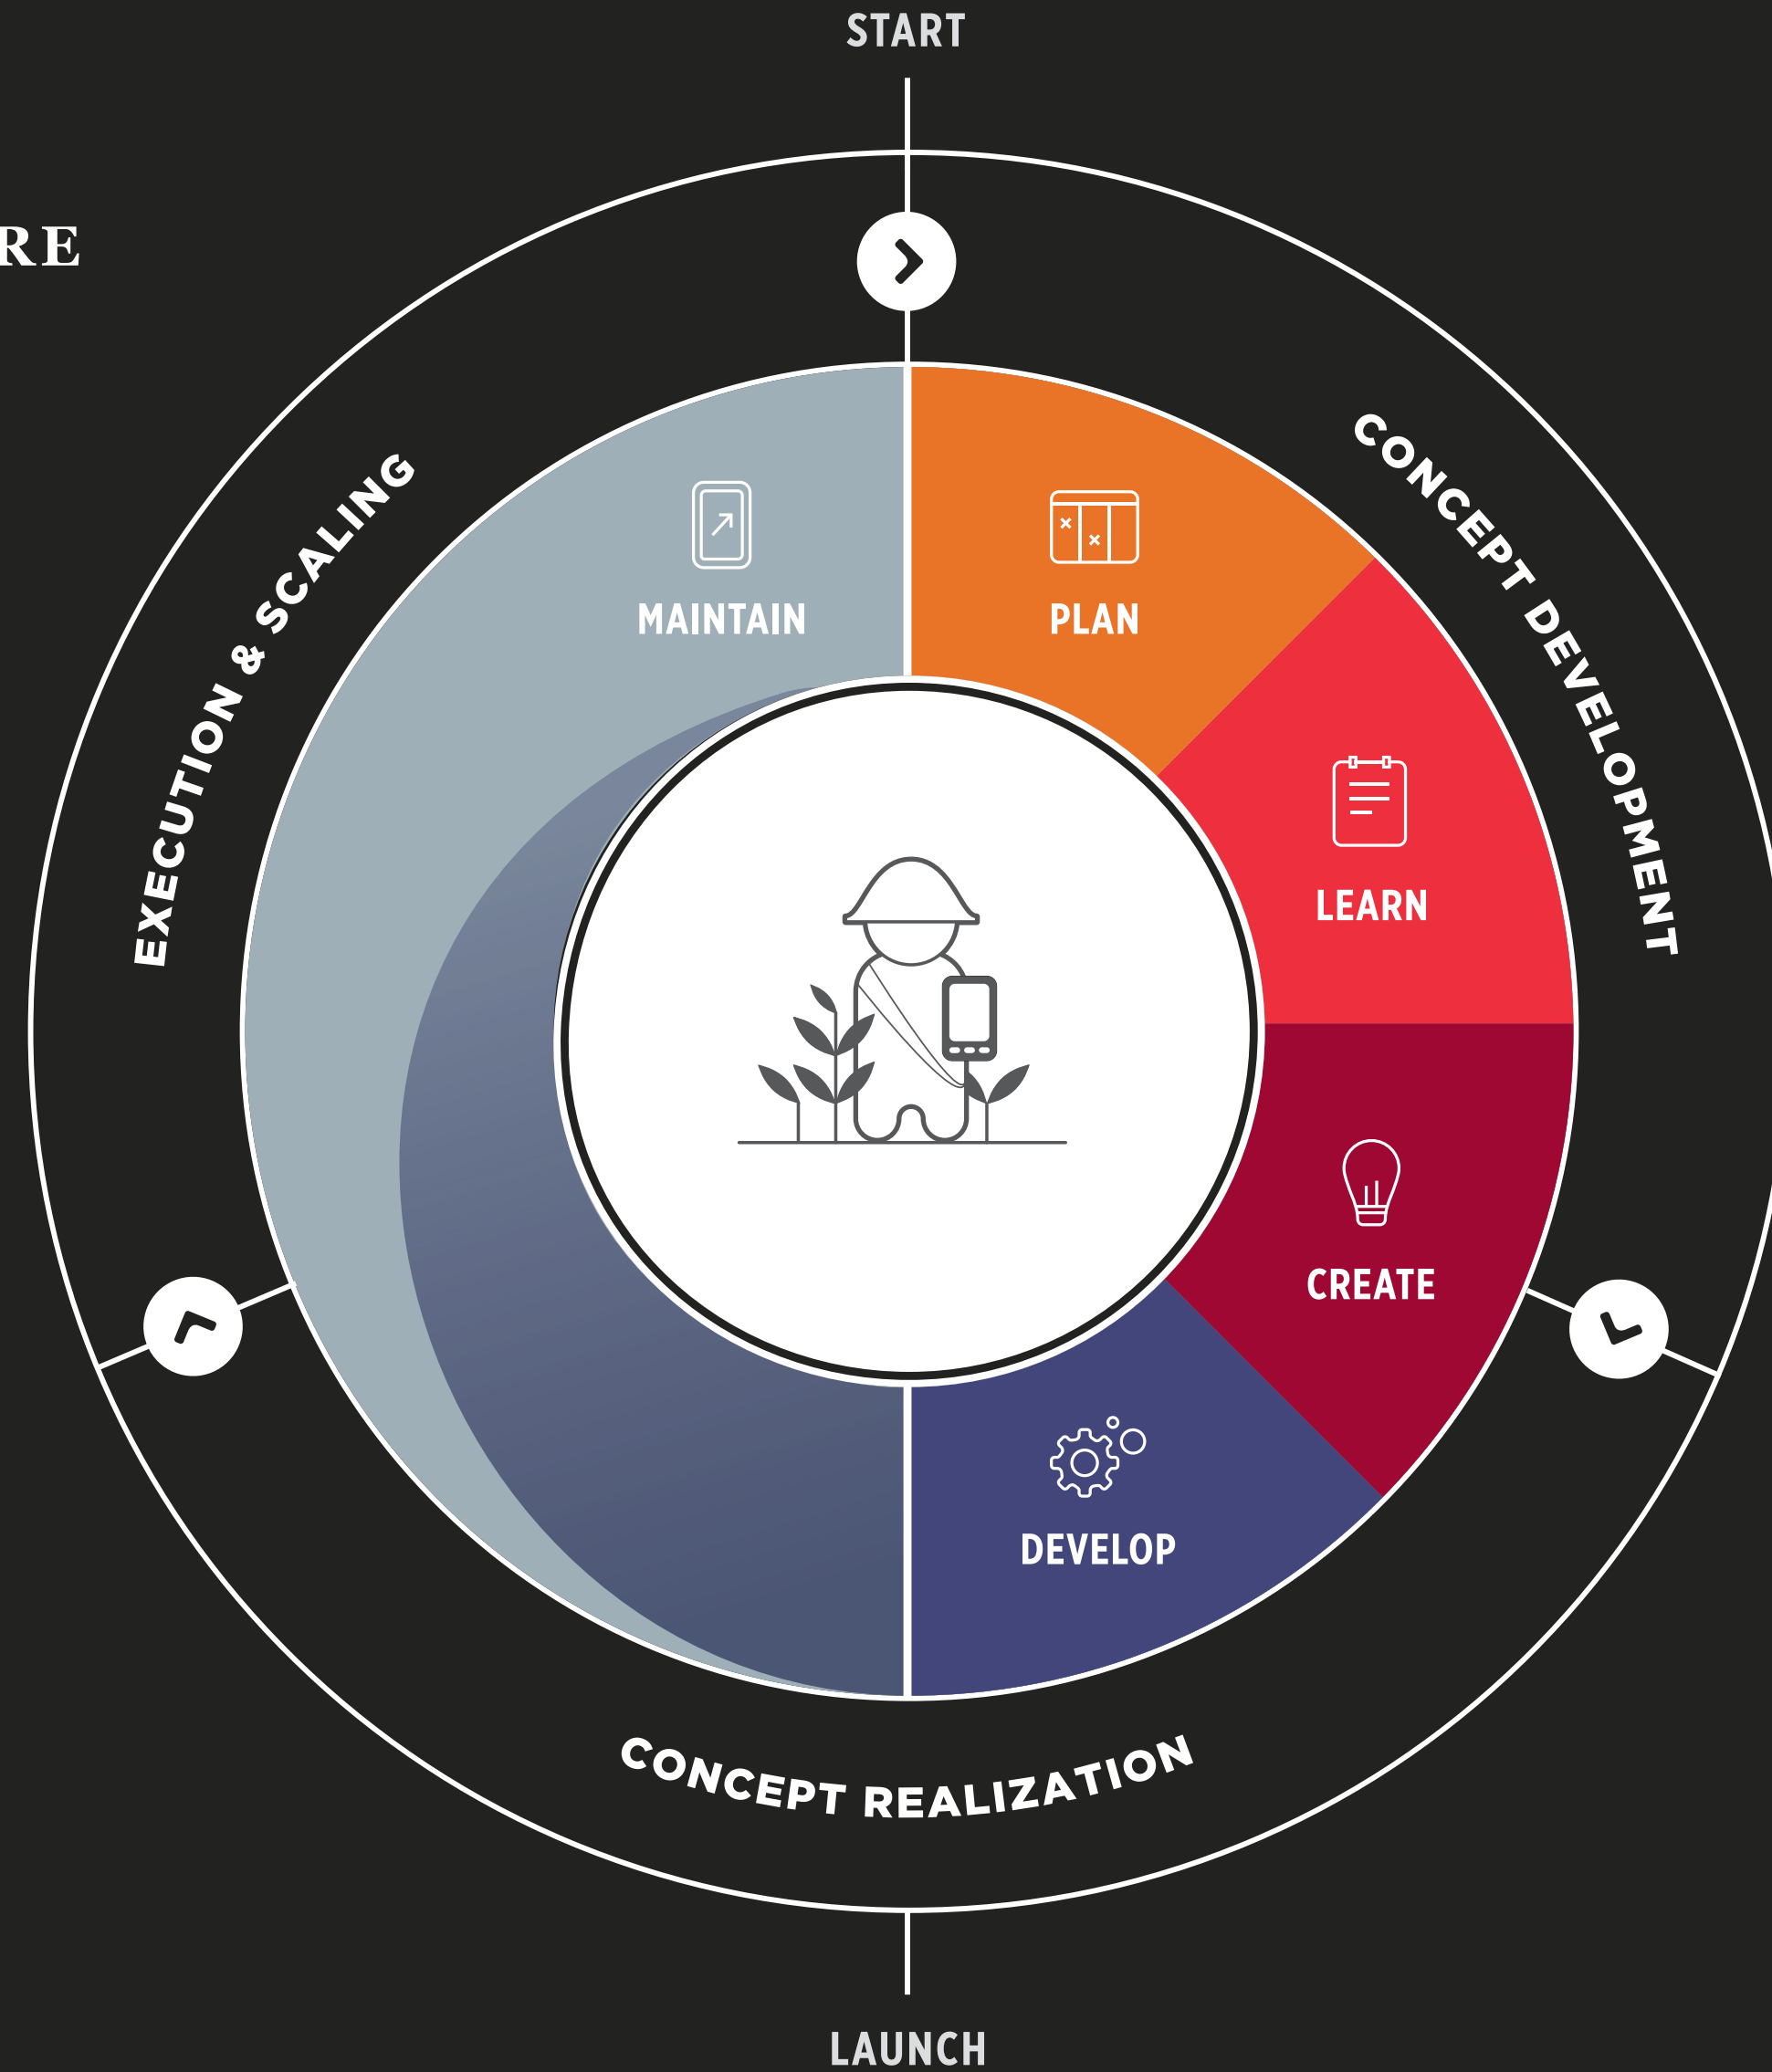 START
RE
CONCEPT DEVELOPMENT
EXECUTION & SCALING
MAINTAIN
PLAN
LEARN
CREATE
DEVELOP
CONCEPT REALIZATION
LAUNCH